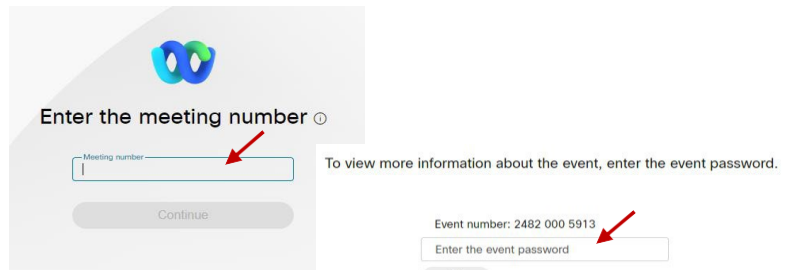 Enter the meeting number
Meeting number
Continue
To view more information about the event, enter the event password.
Event number: 2482 000 5913
Enter the event password